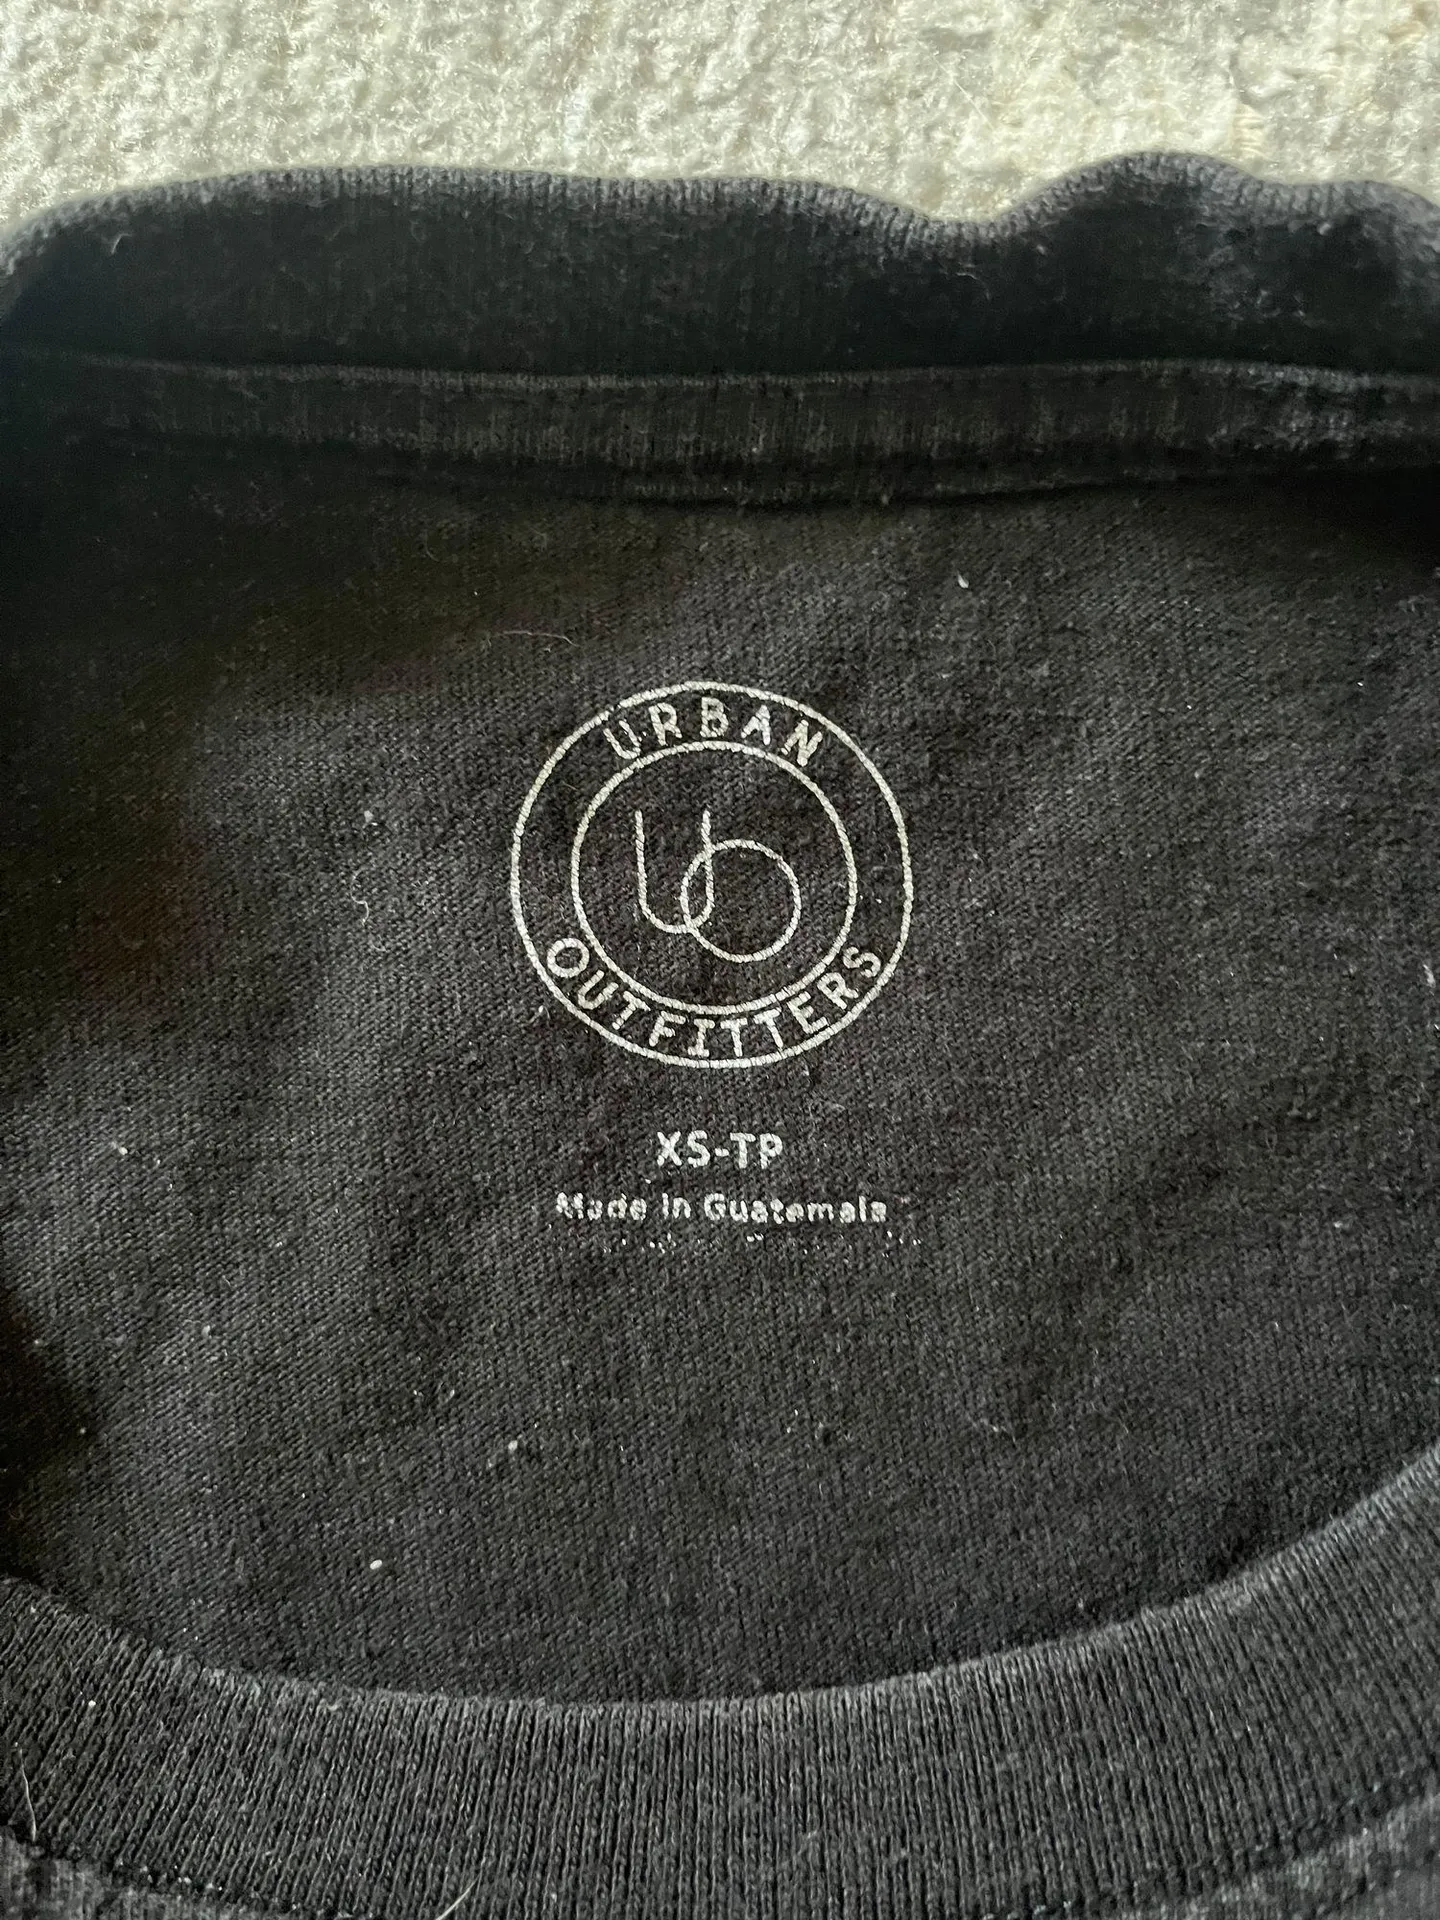 URBAN
UO
OUTFITTERS
XS-TP
Made in Guatemala